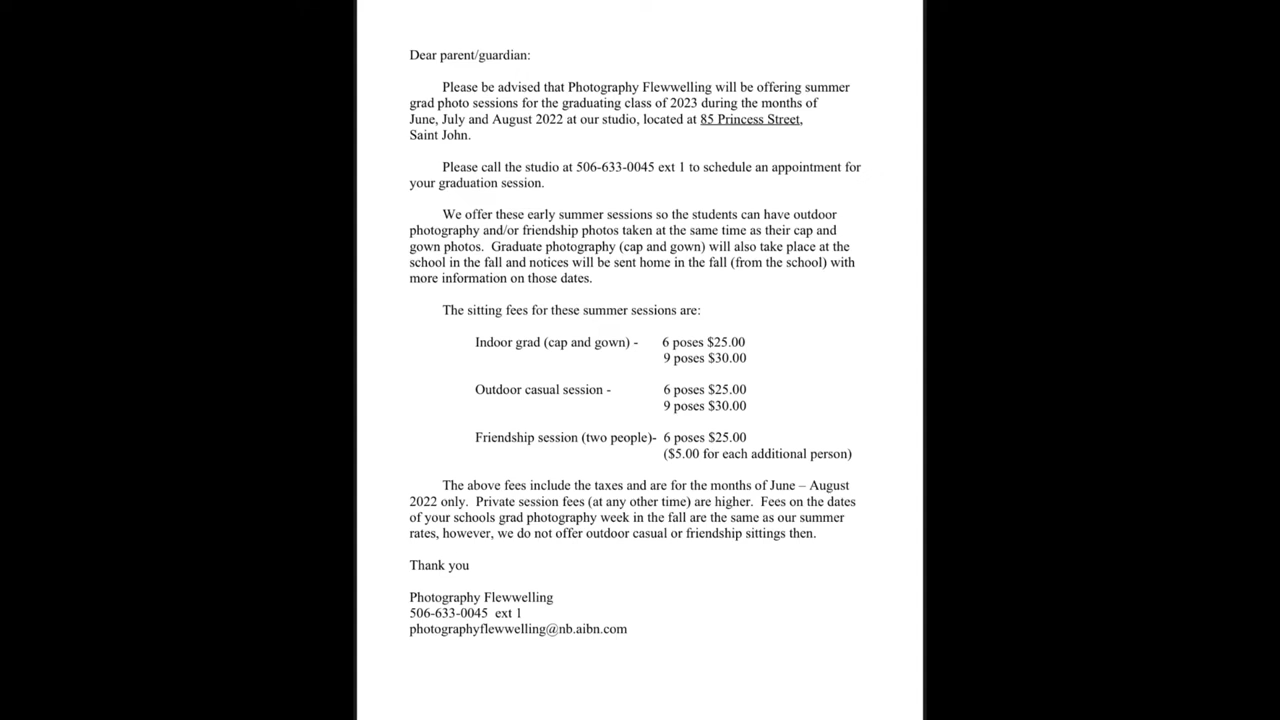 Dear parent/guardian:
Please be advised that Photography Flewwelling will be offering summer
grad photo sessions for the graduating class of 2023 during the months of
June, July and August 2022 at our studio, located at 85 Princess Street,
Saint John.
Please call the studio at 506-633-0045 ext 1 to schedule an appointment for
your graduation session.
We offer these early summer sessions so the students can have outdoor
photography and/or friendship photos taken at the same time as their cap and
gown photos.  Graduate photography (cap and gown) will also take place at the
school in the fall and notices will be sent home in the fall (from the school) with
more information on those dates.
The sitting fees for these summer sessions are:
Indoor grad (cap and gown) - 6 poses $25.00
9 poses $30.00
Outdoor casual session - 6 poses $25.00
9 poses $30.00
Friendship session (two people)- 6 poses $25.00
($5.00 for each additional person)
The above fees include the taxes and are for the months of June – August
2022 only.  Private session fees (at any other time) are higher.  Fees on the dates
of your schools grad photography week in the fall are the same as our summer
rates, however, we do not offer outdoor casual or friendship sittings then.
Thank you
Photography Flewwelling
506-633-0045  ext 1
photographyflewwelling@nb.aibn.com